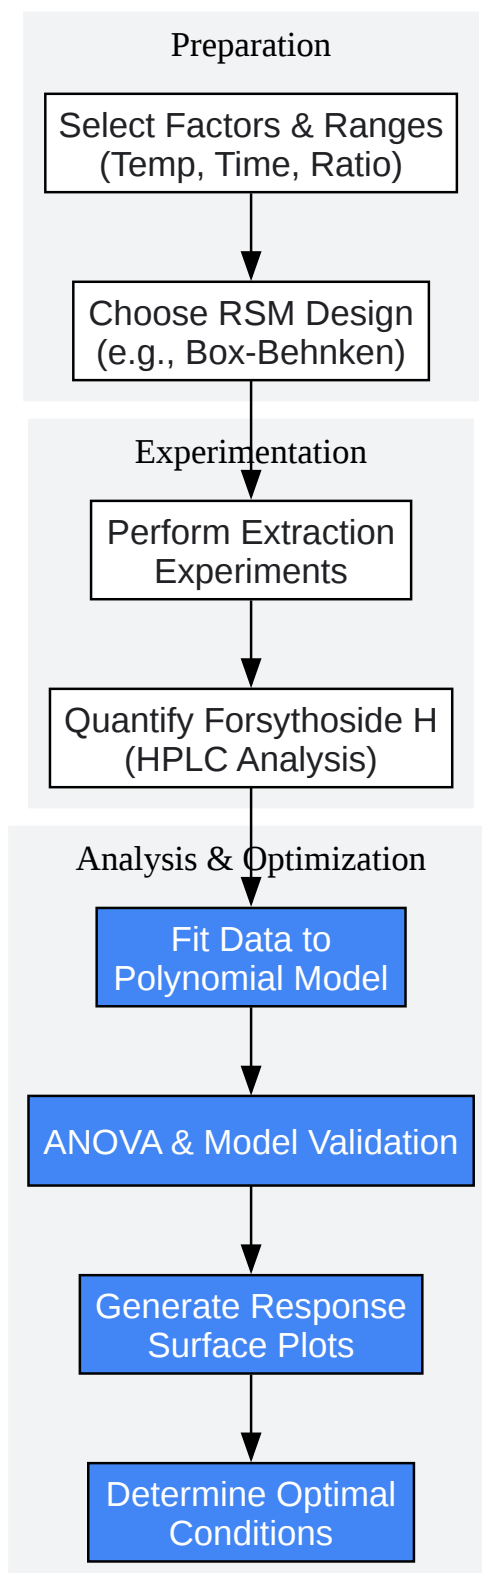 Preparation
Select Factors & Ranges
(Temp, Time, Ratio)
Choose RSM Design
(e.g., Box-Behnken)
Experimentation
Perform Extraction
Experiments
Quantify Forsythoside H
(HPLC Analysis)
Analysis & Optimization
Fit Data to
Polynomial Model
ANOVA & Model Validation
Generate Response
Surface Plots
Determine Optimal
Conditions